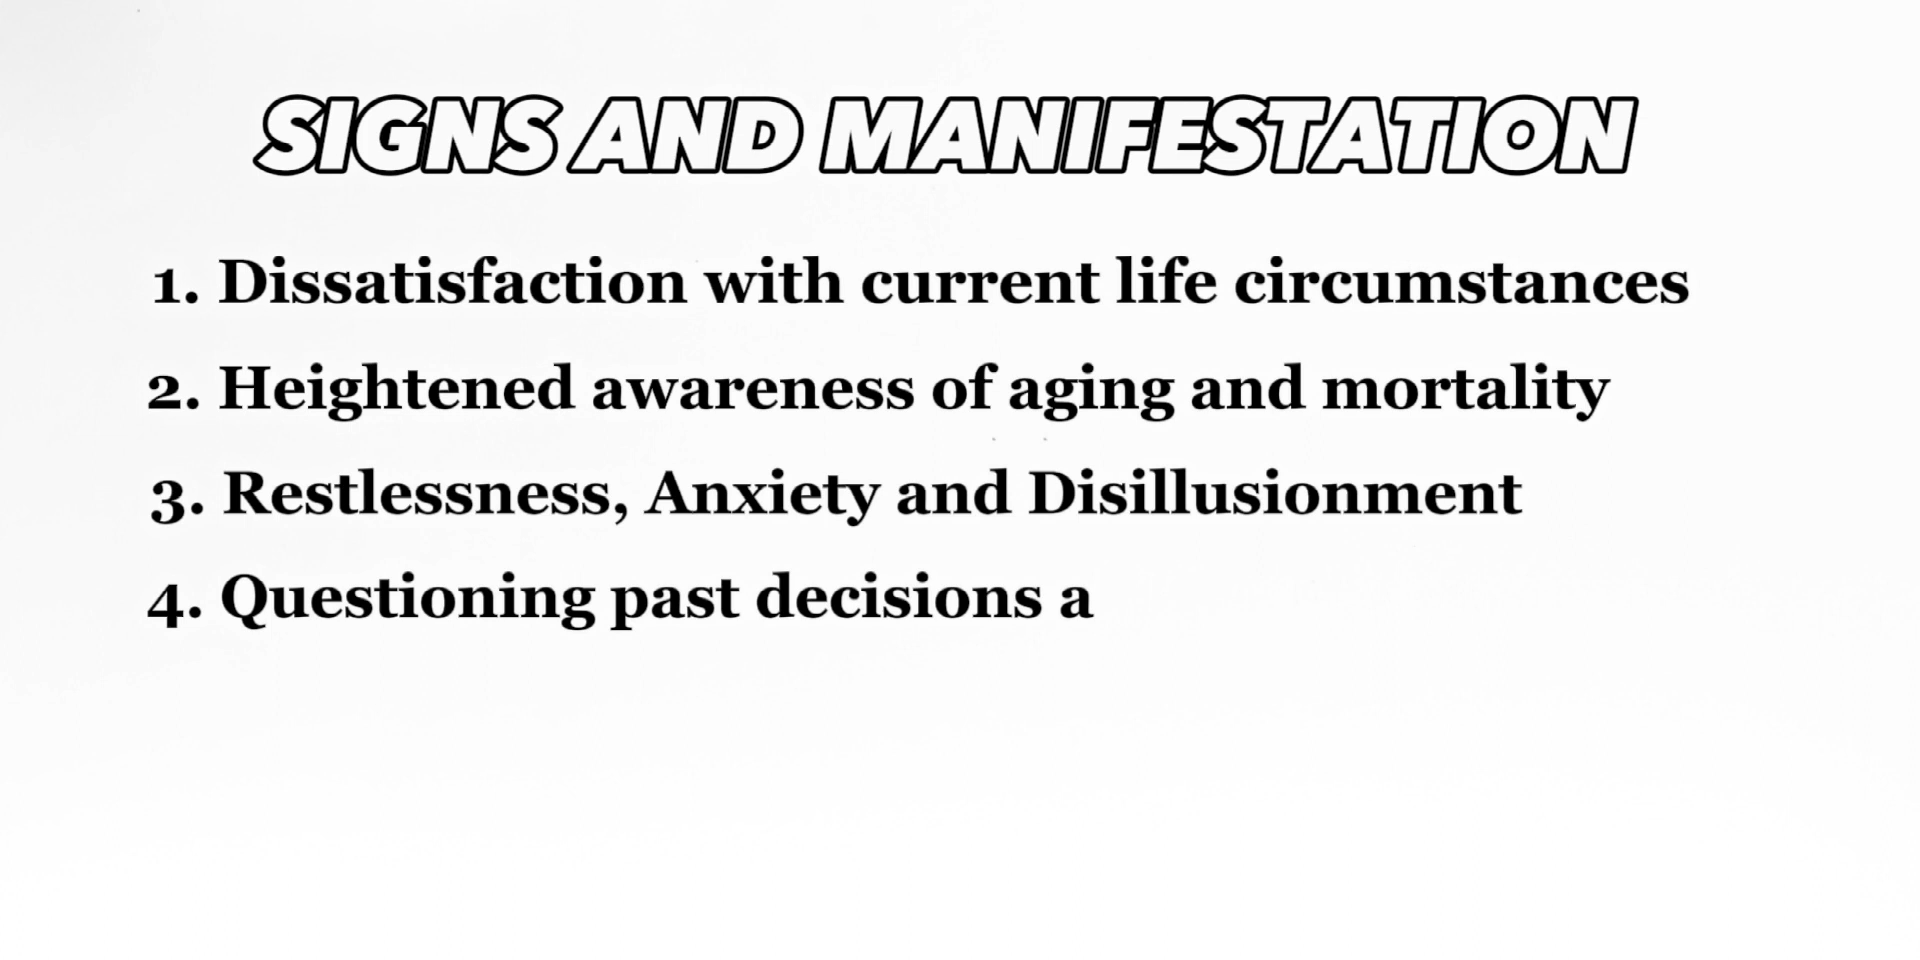 SIGNS AND MANIFESTATION
1. Dissatisfaction with current life circumstances
2. Heightened awareness of aging and mortality
3. Restlessness, Anxiety and Disillusionment
4. Questioning past decisions a